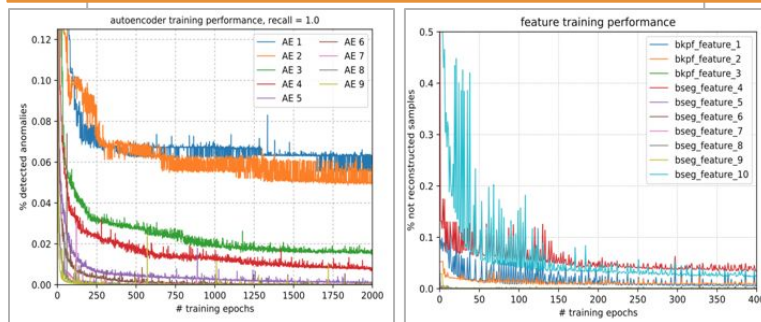 autoencoder training performance, recall = 1.0
% detected anomalies
0.12
0.10
0.08
0.06
0.04
0.02
0.00
AE 1 AE 6
AE 2 AE 7
AE 3 AE 8
AE 4 AE 9
AE 5
0 250 500 750 1000 1250 1500 1750 2000
# training epochs
feature training performance
% not reconstructed samples
0.5
0.4
0.3
0.2
0.1
0.0
bkpf_feature_1
bkpf_feature_2
bkpf_feature_3
bseg_feature_4
bseg_feature_5
bseg_feature_6
bseg_feature_7
bseg_feature_8
bseg_feature_9
bseg_feature_10
0 50 100 150 200 250 300 350 400
# training epochs